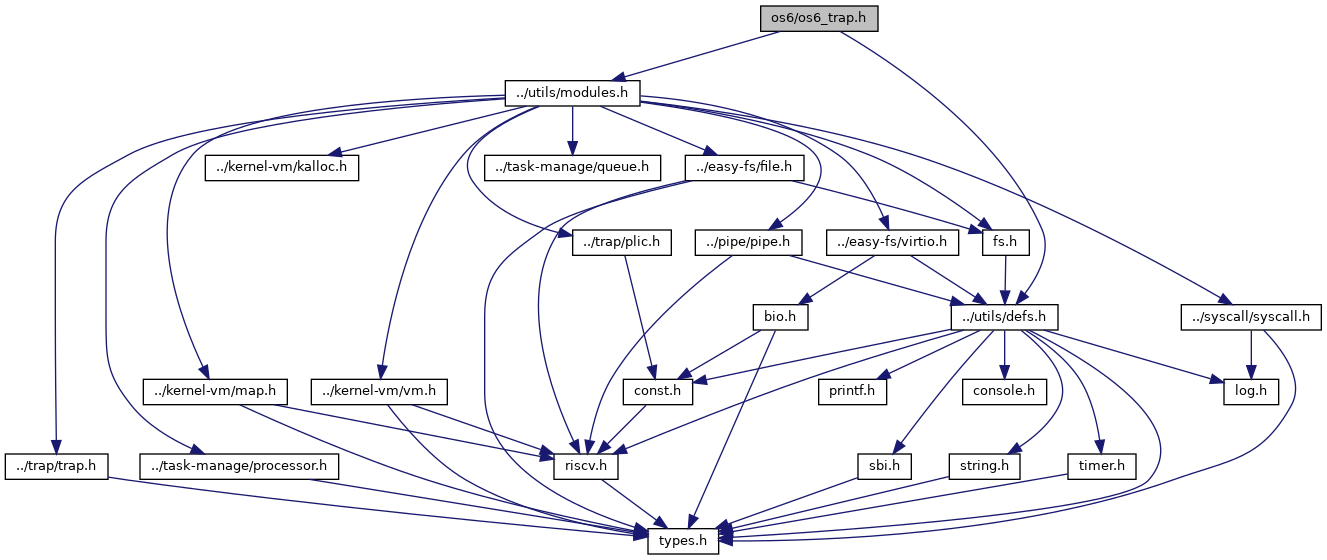 os6/os6_trap.h
../utils/modules.h
../kernel-vm/kalloc.h
../task-manage/queue.h
../easy-fs/file.h
../trap/plic.h
../pipe/pipe.h
../easy-fs/virtio.h
fs.h
bio.h
../utils/defs.h
../syscall/syscall.h
../kernel-vm/map.h
../kernel-vm/vm.h
const.h
printf.h
console.h
log.h
../trap/trap.h
../task-manage/processor.h
riscv.h
sbi.h
string.h
timer.h
types.h